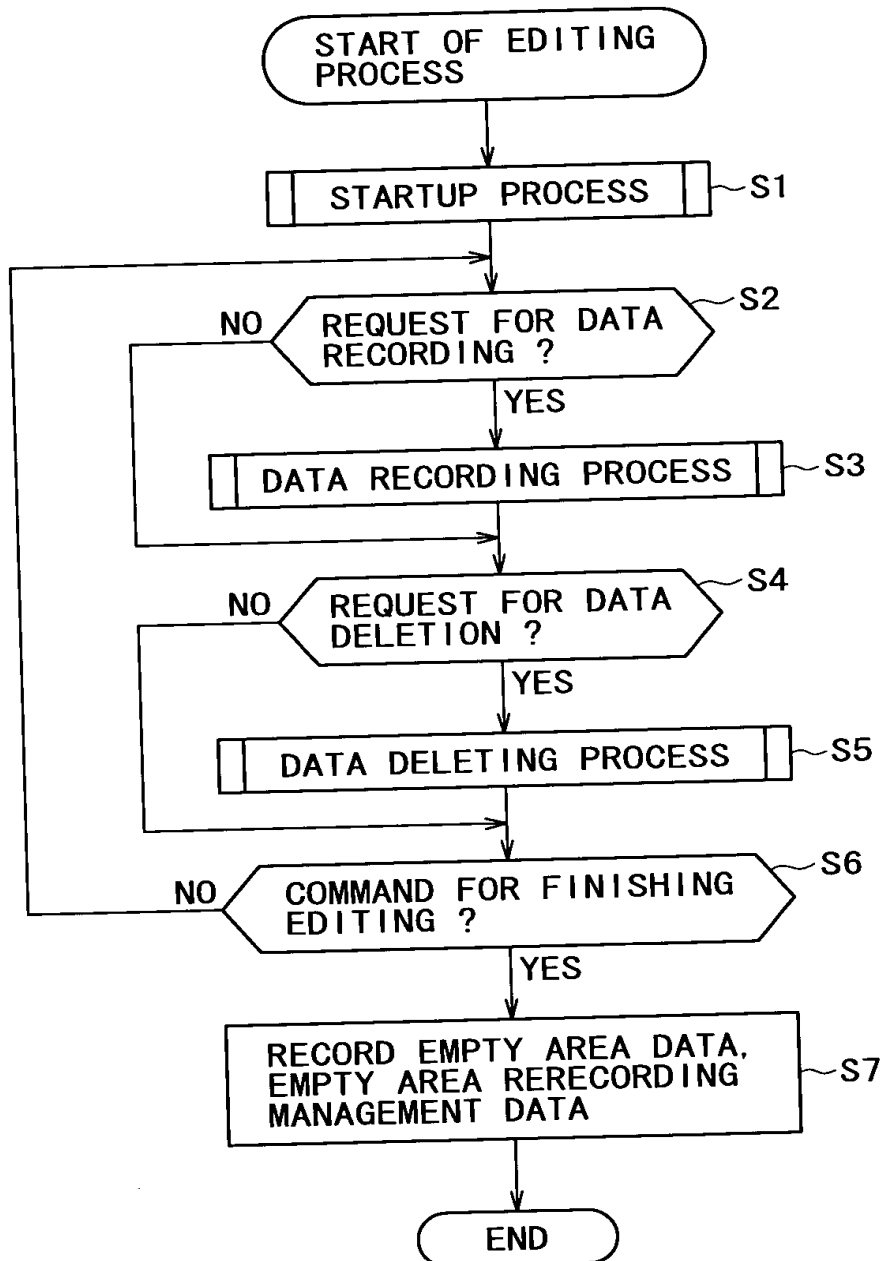 START OF EDITING
PROCESS
STARTUP PROCESS
S1
S2
NO
REQUEST FOR DATA
RECORDING ?
YES
DATA RECORDING PROCESS
S3
S4
NO
REQUEST FOR DATA
DELETION ?
YES
DATA DELETING PROCESS
S5
S6
NO
COMMAND FOR FINISHING
EDITING ?
YES
RECORD EMPTY AREA DATA,
EMPTY AREA RERECORDING
MANAGEMENT DATA
S7
END